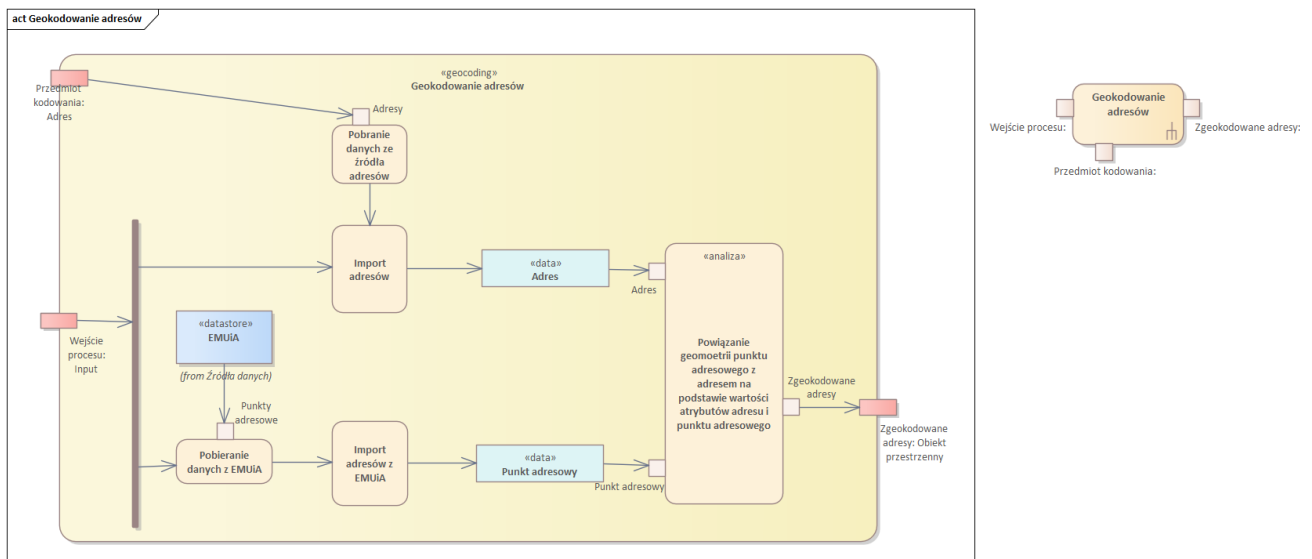 act Geokodowanie adresów
«geocoding»
Geokodowanie adresów
Przedmiot
kodowania:
Adres
Adresy
Pobranie
danych ze
źródła
adresów
Import
adresów
«data»
Adres
Adres
«analiza»
Powiązanie
geomoetrii punktu
adresowego z
adresem na
podstawie wartości
atrybutów adresu i
punktu adresowego
Wejście
procesu:
Input
«datastore»
EMUiA
(from Źródła danych)
Punkty
adresowe
Pobieranie
danych z EMUiA
Import
adresów z
EMUiA
«data»
Punkt adresowy
Punkt adresowy
Zgeokodowane
adresy
Zgeokodowane
adresy: Obiekt
przestrzenny
Geokodowanie
adresów
Wejście procesu:
Zgeokodowane adresy:
Przedmiot kodowania: